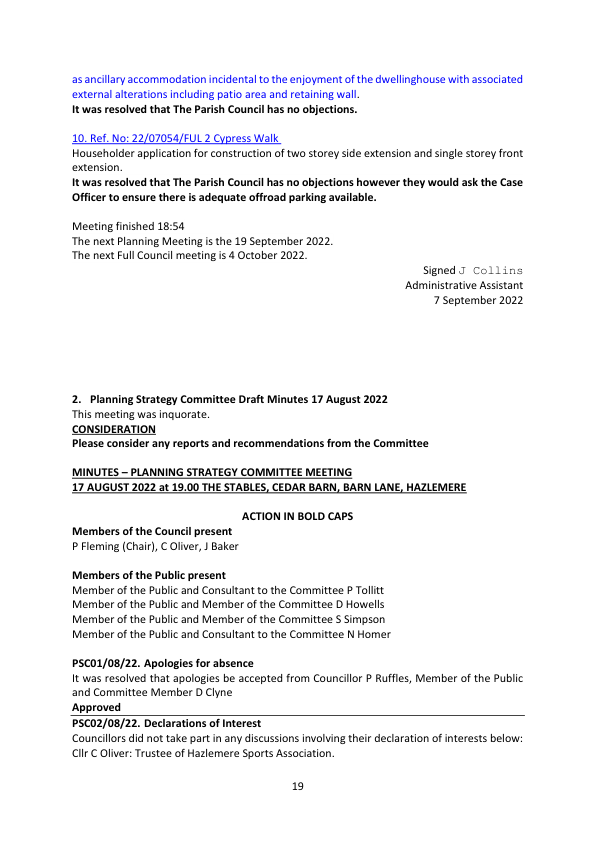 as ancillary accommodation incidental to the enjoyment of the dwellinghouse with associated
external alterations including patio area and retaining wall.
It was resolved that The Parish Council has no objections.
10. Ref. No: 22/07054/FUL 2 Cypress Walk
Householder application for construction of two storey side extension and single storey front
extension.
It was resolved that The Parish Council has no objections however they would ask the Case
Officer to ensure there is adequate offroad parking available.
Meeting finished 18:54
The next Planning Meeting is the 19 September 2022.
The next Full Council meeting is 4 October 2022.
Signed J Collins
Administrative Assistant
7 September 2022
2. Planning Strategy Committee Draft Minutes 17 August 2022
This meeting was inquorate.
CONSIDERATION
Please consider any reports and recommendations from the Committee
MINUTES – PLANNING STRATEGY COMMITTEE MEETING
17 AUGUST 2022 at 19.00 THE STABLES, CEDAR BARN, BARN LANE, HAZLEMERE
ACTION IN BOLD CAPS
Members of the Council present
P Fleming (Chair), C Oliver, J Baker
Members of the Public present
Member of the Public and Consultant to the Committee P Tollitt
Member of the Public and Member of the Committee D Howells
Member of the Public and Member of the Committee S Simpson
Member of the Public and Consultant to the Committee N Homer
PSC01/08/22. Apologies for absence
It was resolved that apologies be accepted from Councillor P Ruffles, Member of the Public
and Committee Member D Clyne
Approved
PSC02/08/22. Declarations of Interest
Councillors did not take part in any discussions involving their declaration of interests below:
Cllr C Oliver: Trustee of Hazlemere Sports Association.
19